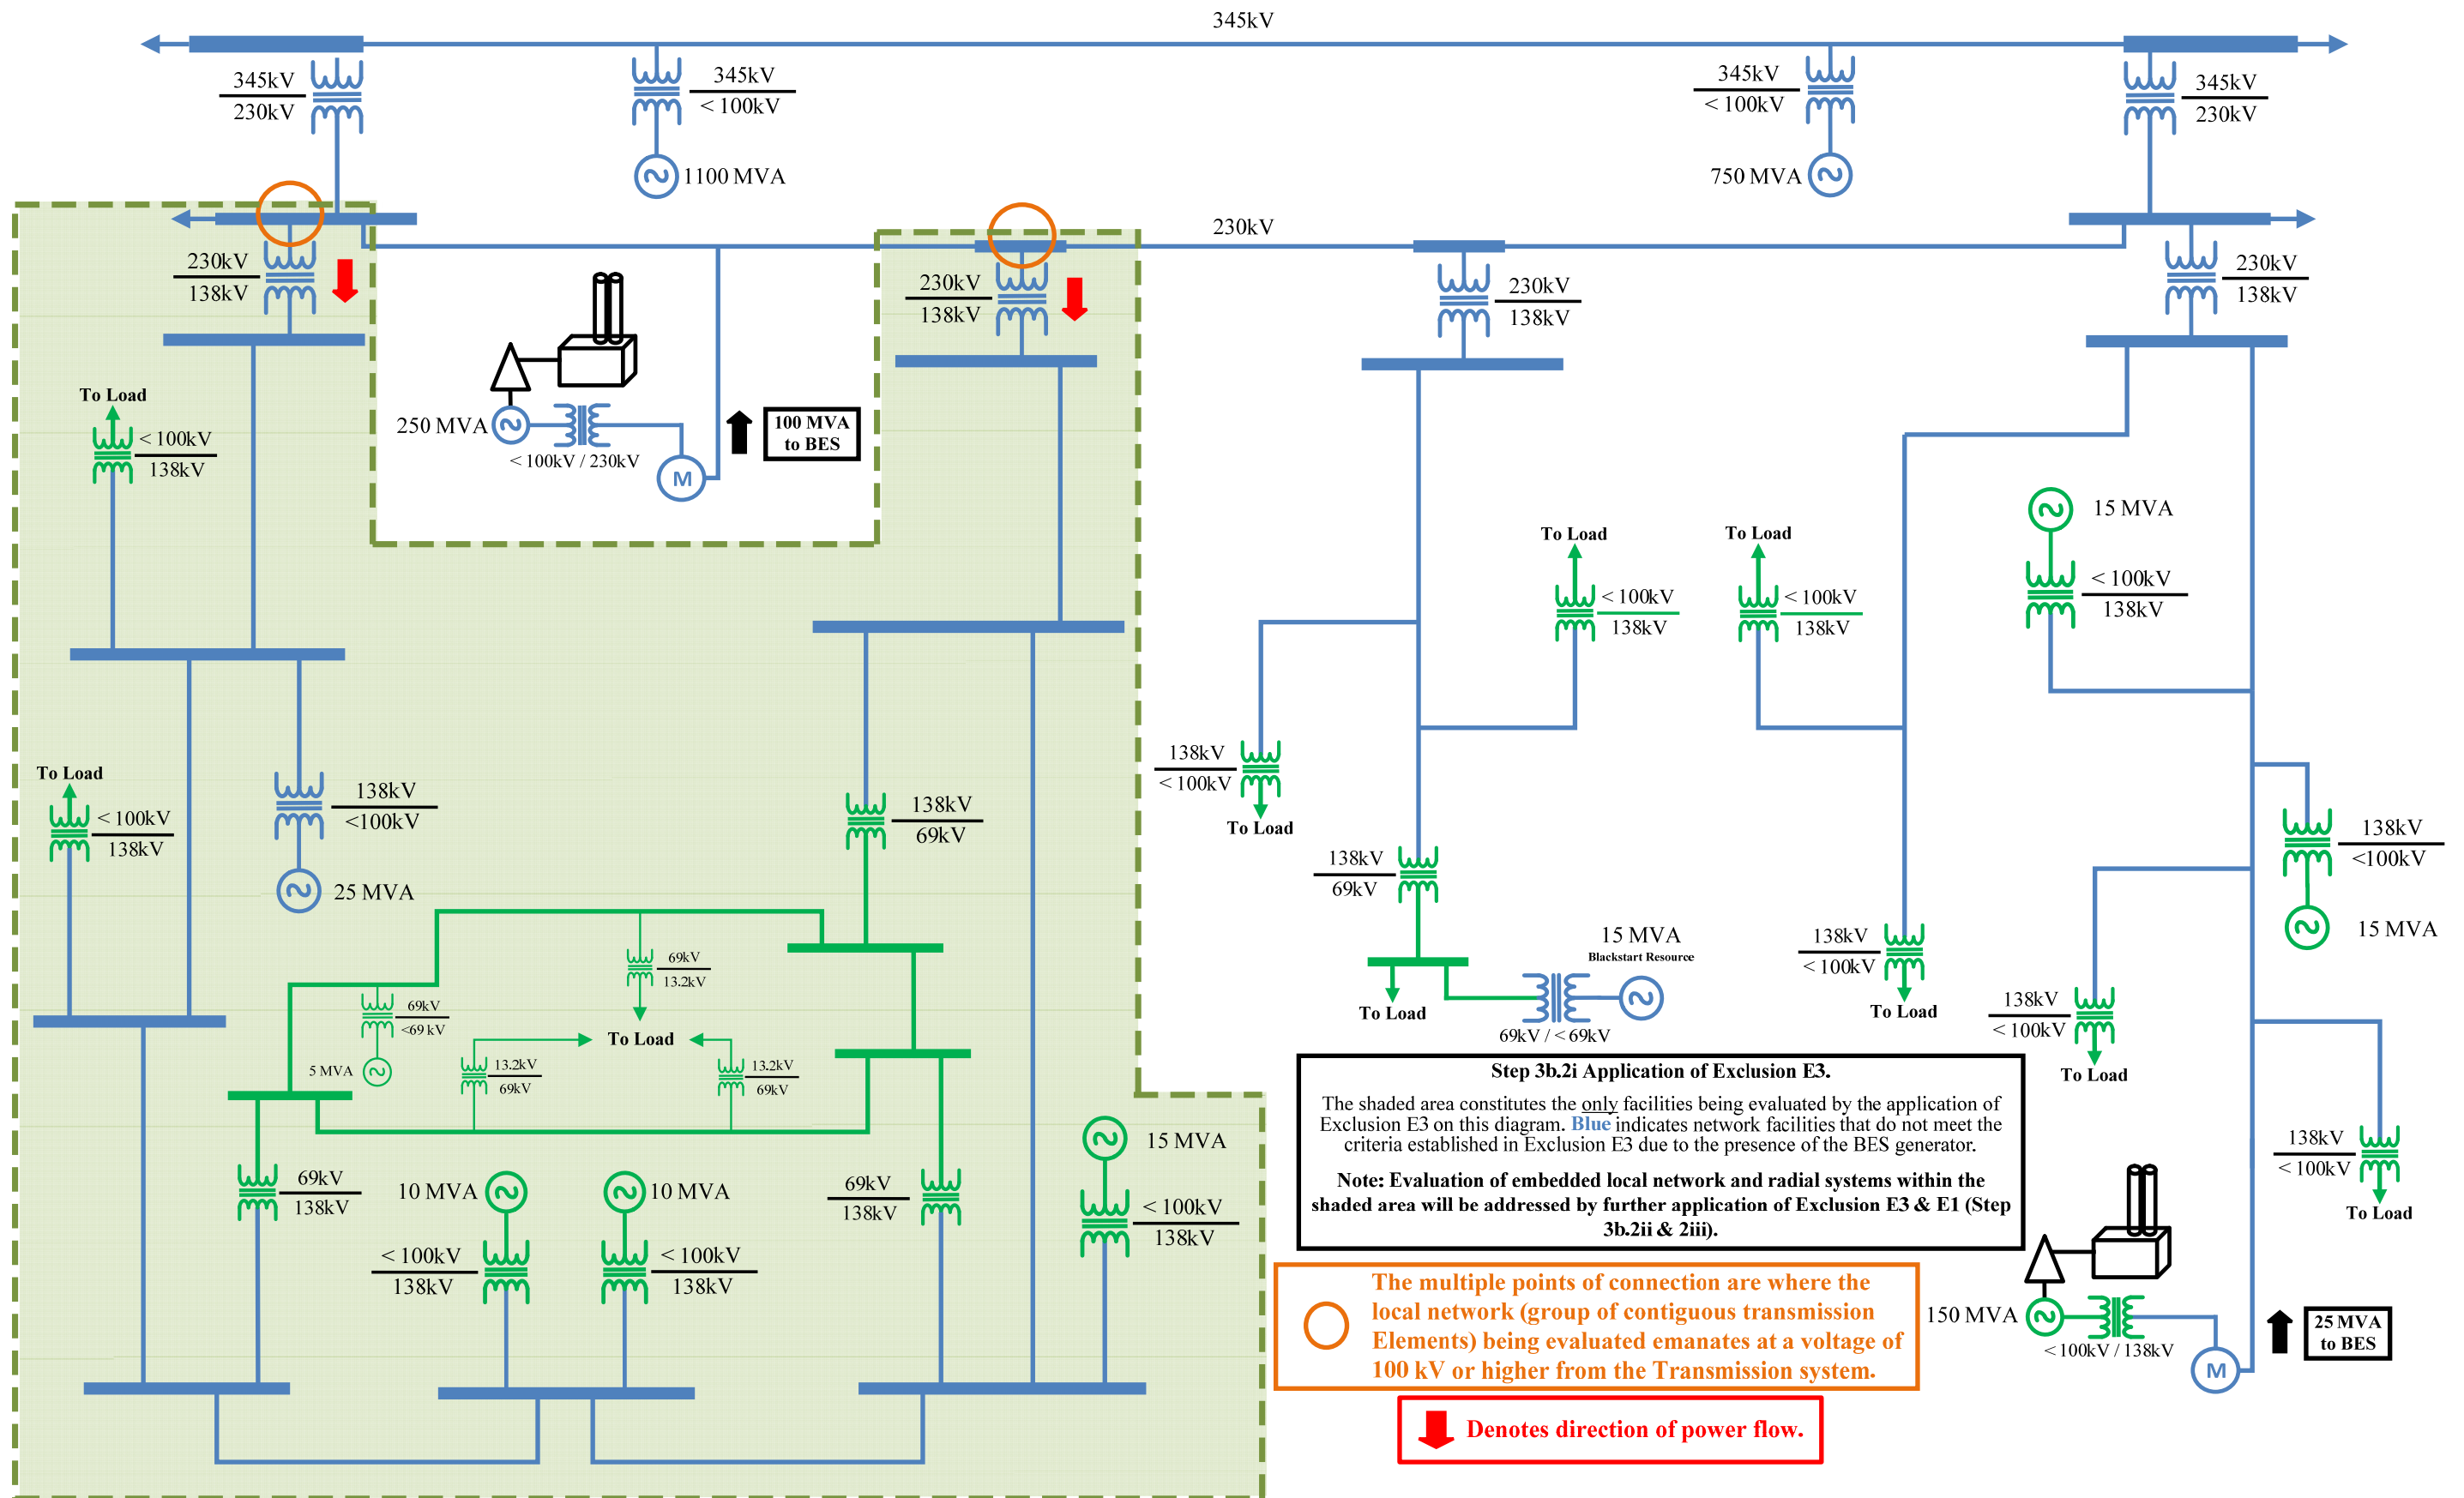 345kV
345kV
230kV
345kV
< 100kV
1100 MVA
345kV
< 100kV
750 MVA
345kV
230kV
230kV
230kV
138kV
230kV
138kV
230kV
138kV
230kV
138kV
250 MVA
< 100kV / 230kV
M
100 MVA
to BES
To Load
< 100kV
138kV
To Load
< 100kV
138kV
138kV
<100kV
25 MVA
138kV
69kV
69kV
13.2kV
69kV
<69 kV
5 MVA
To Load
13.2kV
69kV
13.2kV
69kV
69kV
138kV
10 MVA
< 100kV
138kV
10 MVA
< 100kV
138kV
69kV
138kV
15 MVA
< 100kV
138kV
To Load
< 100kV
138kV
138kV
< 100kV
To Load
138kV
69kV
To Load
15 MVA
Blackstart Resource
69kV / < 69kV
To Load
< 100kV
138kV
138kV
< 100kV
To Load
15 MVA
< 100kV
138kV
138kV
<100kV
15 MVA
138kV
< 100kV
To Load
138kV
< 100kV
To Load
150 MVA
< 100kV / 138kV
M
25 MVA
to BES
Step 3b.2i Application of Exclusion E3.
The shaded area constitutes the only facilities being evaluated by the application of
Exclusion E3 on this diagram. Blue indicates network facilities that do not meet the
criteria established in Exclusion E3 due to the presence of the BES generator.
Note: Evaluation of embedded local network and radial systems within the
shaded area will be addressed by further application of Exclusion E3 & E1 (Step
3b.2ii & 2iii).
The multiple points of connection are where the
local network (group of contiguous transmission
Elements) being evaluated emanates at a voltage of
100 kV or higher from the Transmission system.
Denotes direction of power flow.